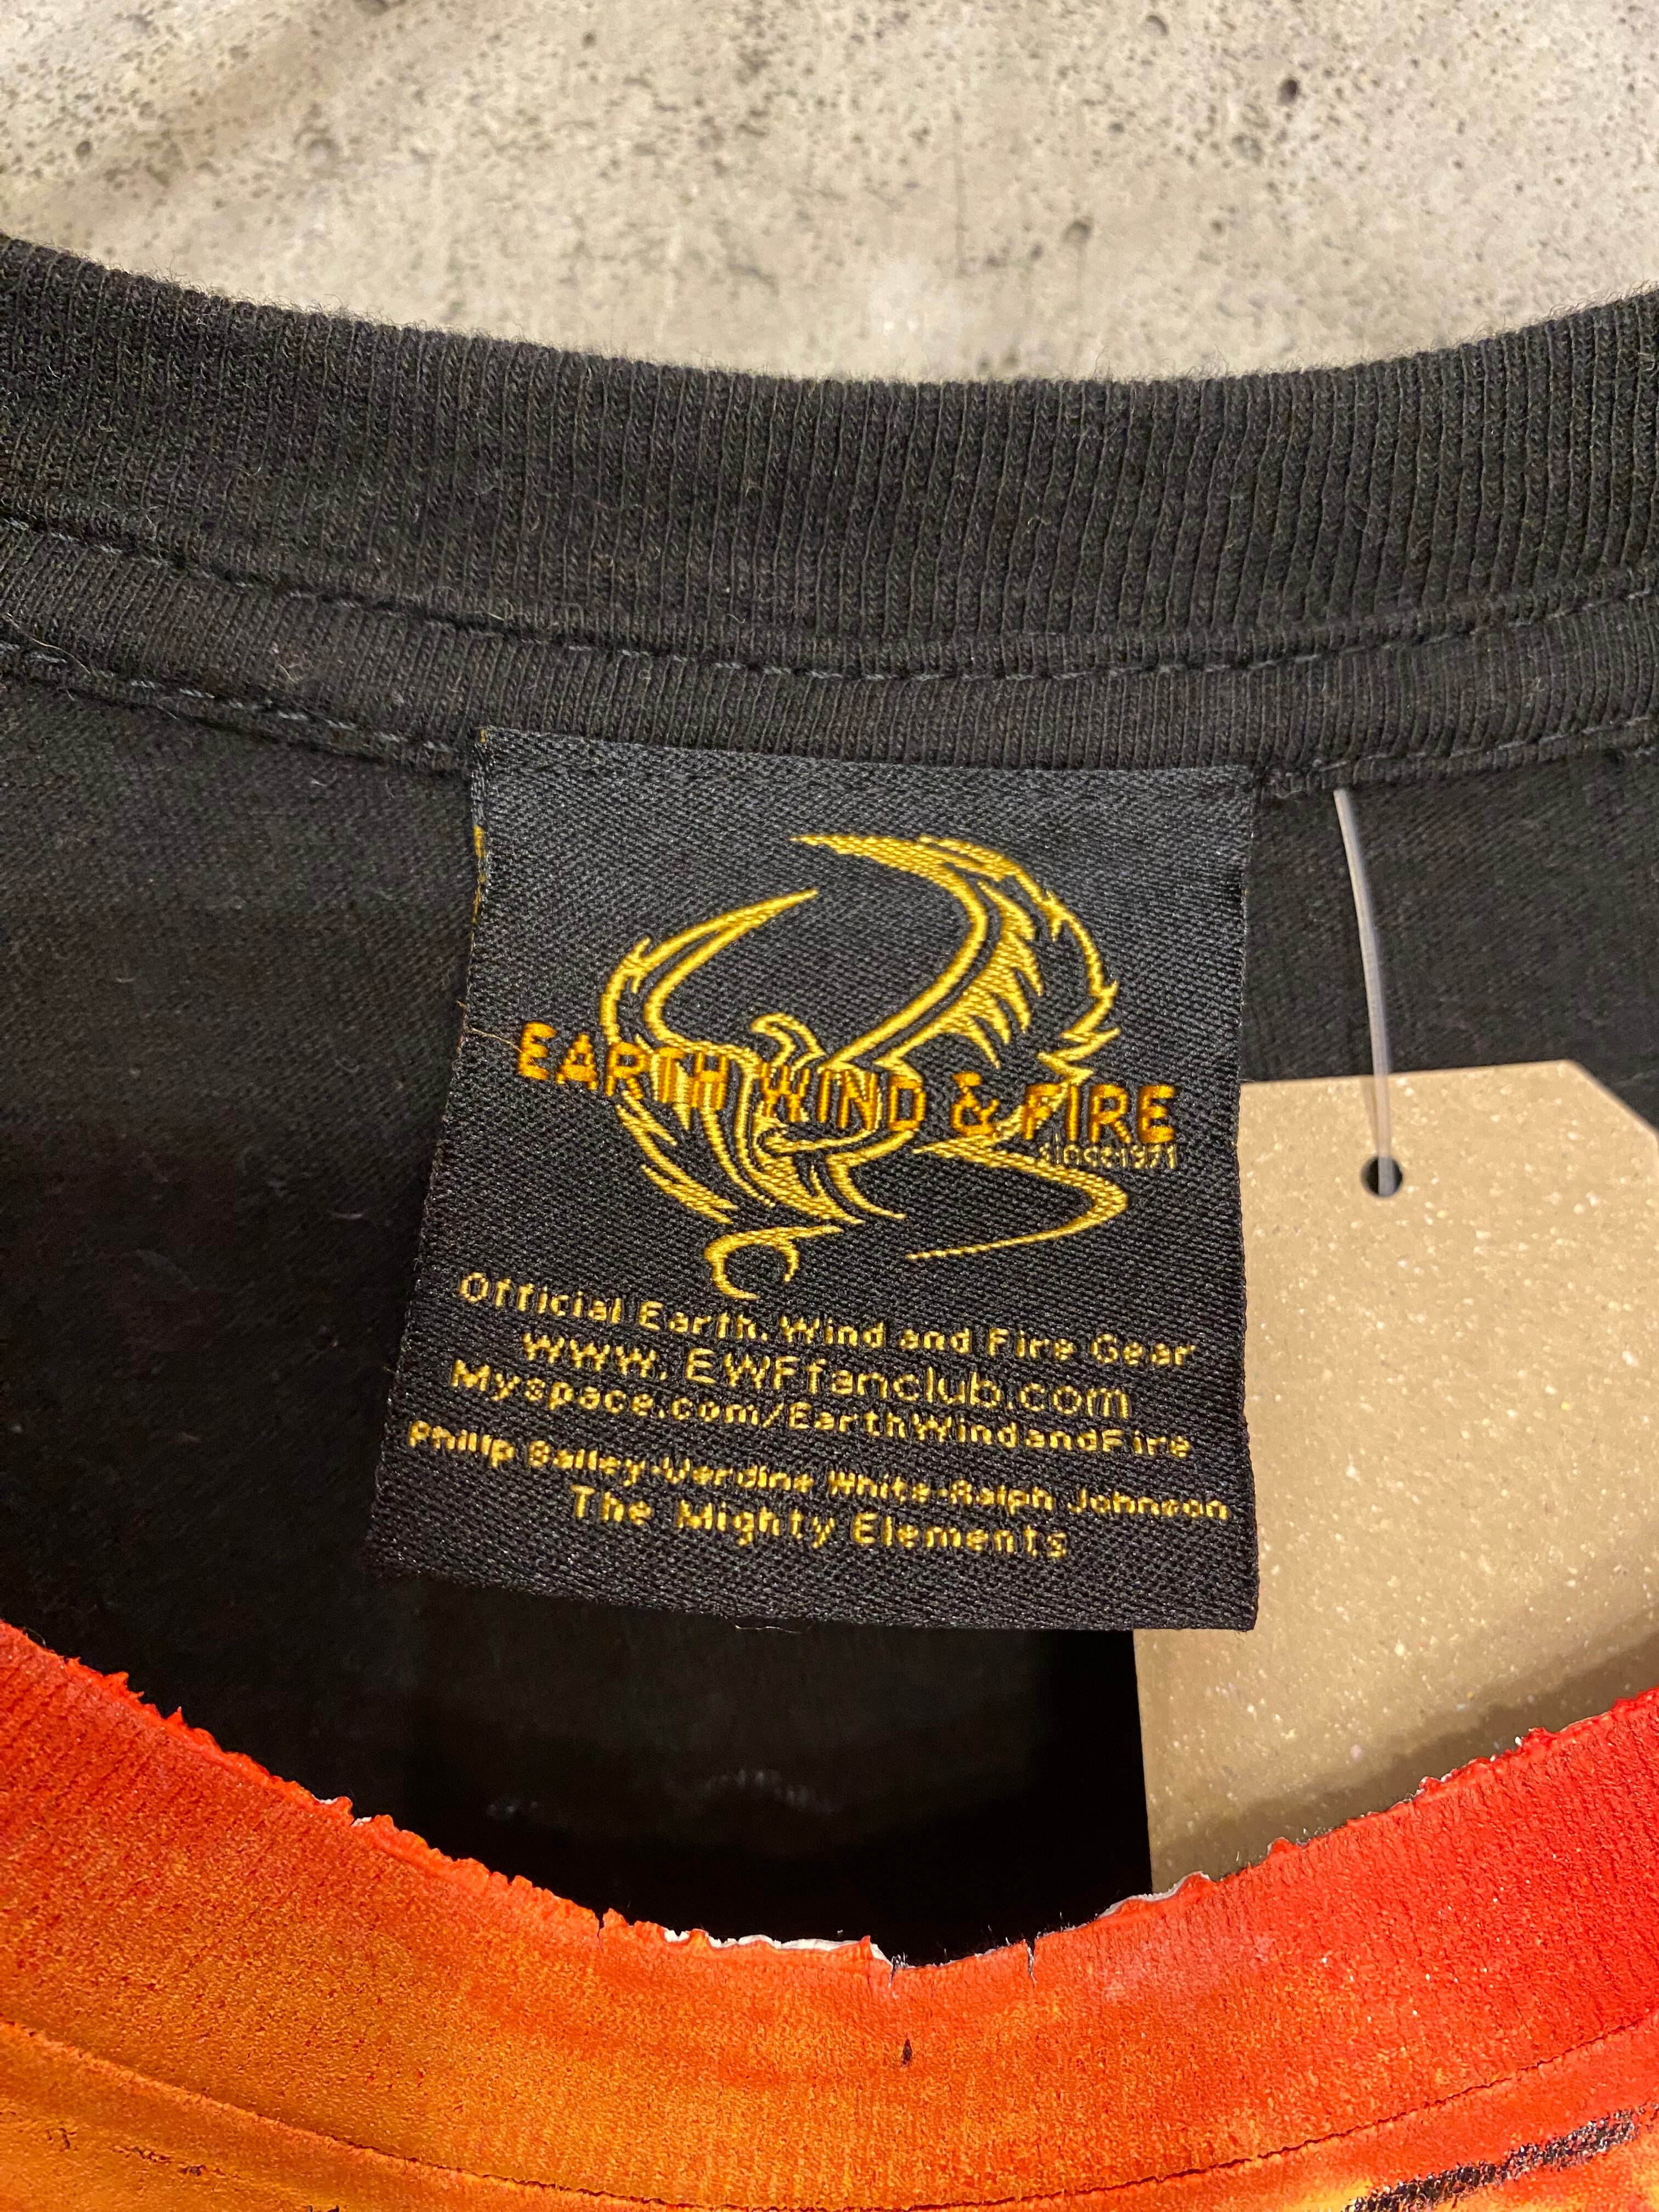 EARTH WIND & FIRE
since1971
Official Earth, Wind and Fire Gear
www.EWFfanclub.com
Myspace.com/EarthWindandFire
Philip Bailey-Verdine White-Ralph Johnson
The Mighty Elements